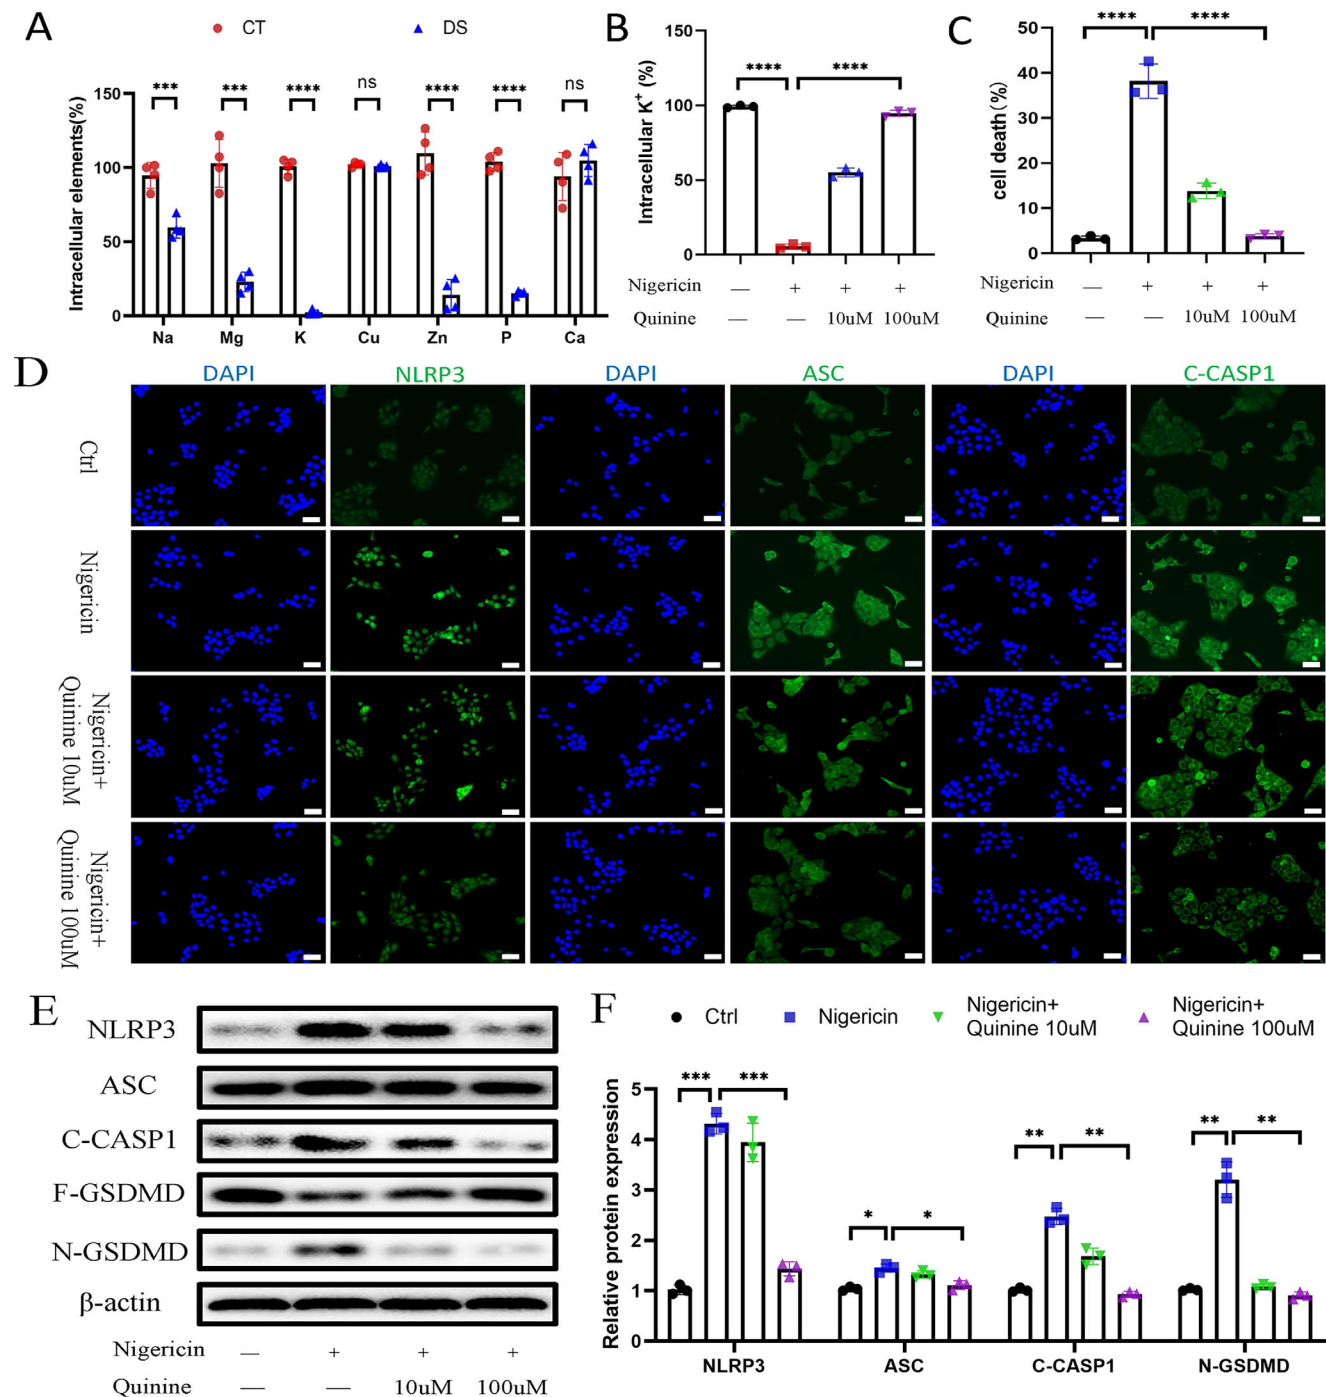 A
CT
DS
Intracellular elements(%)
150
100
50
0
***
***
****
ns
****
****
ns
Na
Mg
K
Cu
Zn
P
Ca
B
Intracellular K⁺ (%)
150
100
50
0
****
****
Nigericin — + + +
Quinine — — 10uM 100uM
C
cell death(%)
50
40
30
20
10
0
****
****
Nigericin — + + +
Quinine — — 10uM 100uM
D
DAPI NLRP3 DAPI ASC DAPI C-CASP1
Ctrl
Nigericin
Nigericin+
Quinine 10uM
Nigericin+
Quinine 100uM
E
NLRP3
ASC
C-CASP1
F-GSDMD
N-GSDMD
β-actin
Nigericin — + + +
Quinine — — 10uM 100uM
F
Ctrl
Nigericin
Nigericin+
Quinine 10uM
Nigericin+
Quinine 100uM
Relative protein expression
5
4
3
2
1
0
***
***
*
*
**
**
**
**
NLRP3
ASC
C-CASP1
N-GSDMD